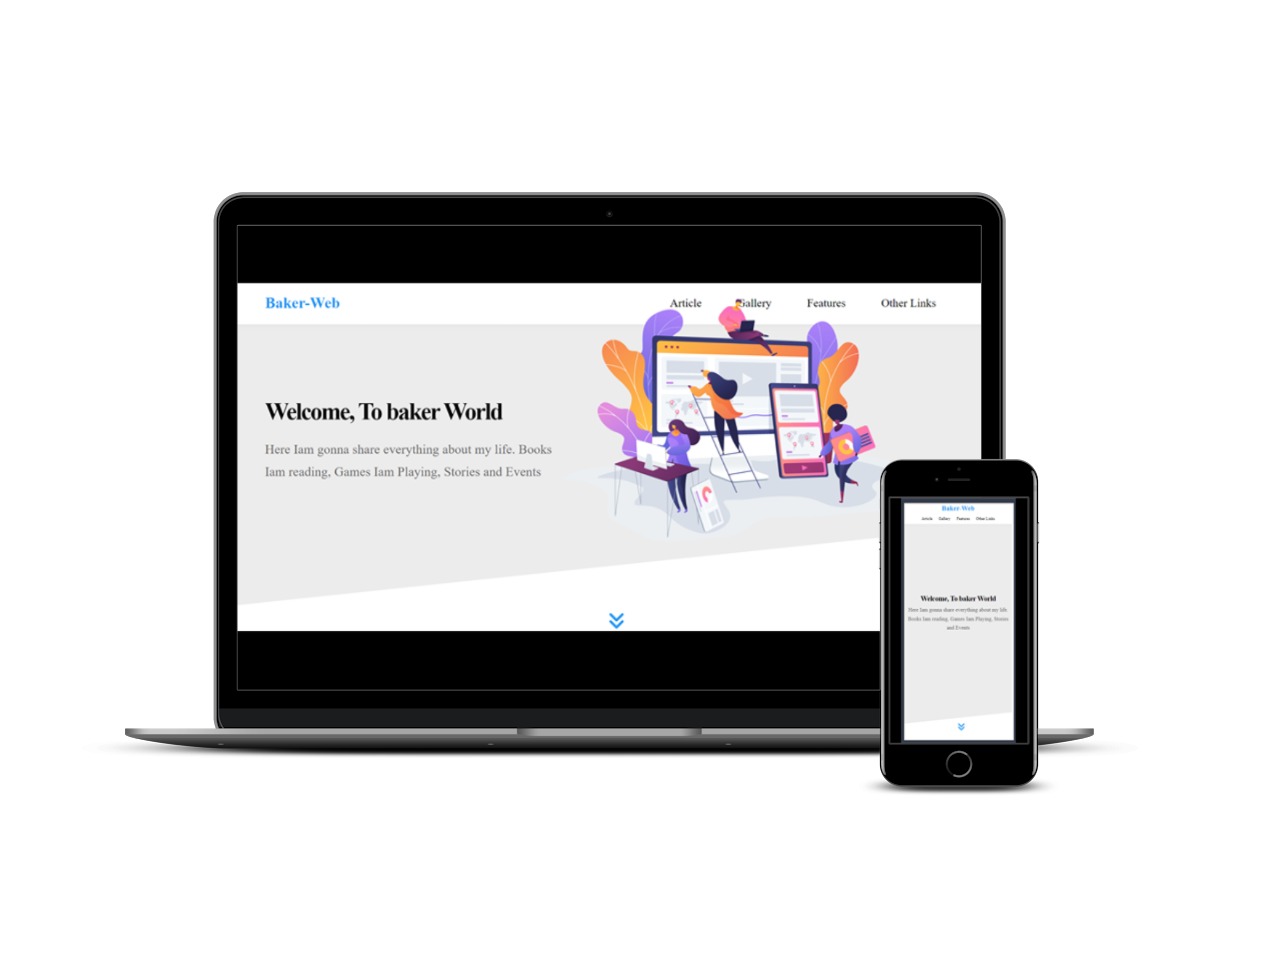 Baker-Web
Article Gallery Features Other Links
Welcome, To baker World
Here Iam gonna share everything about my life. Books
Iam reading, Games Iam Playing, Stories and Events
Baker-Web
Article Gallery Features Other Links
Welcome, To baker World
Here Iam gonna share everything about my life.
Books Iam reading, Games Iam Playing, Stories
and Events